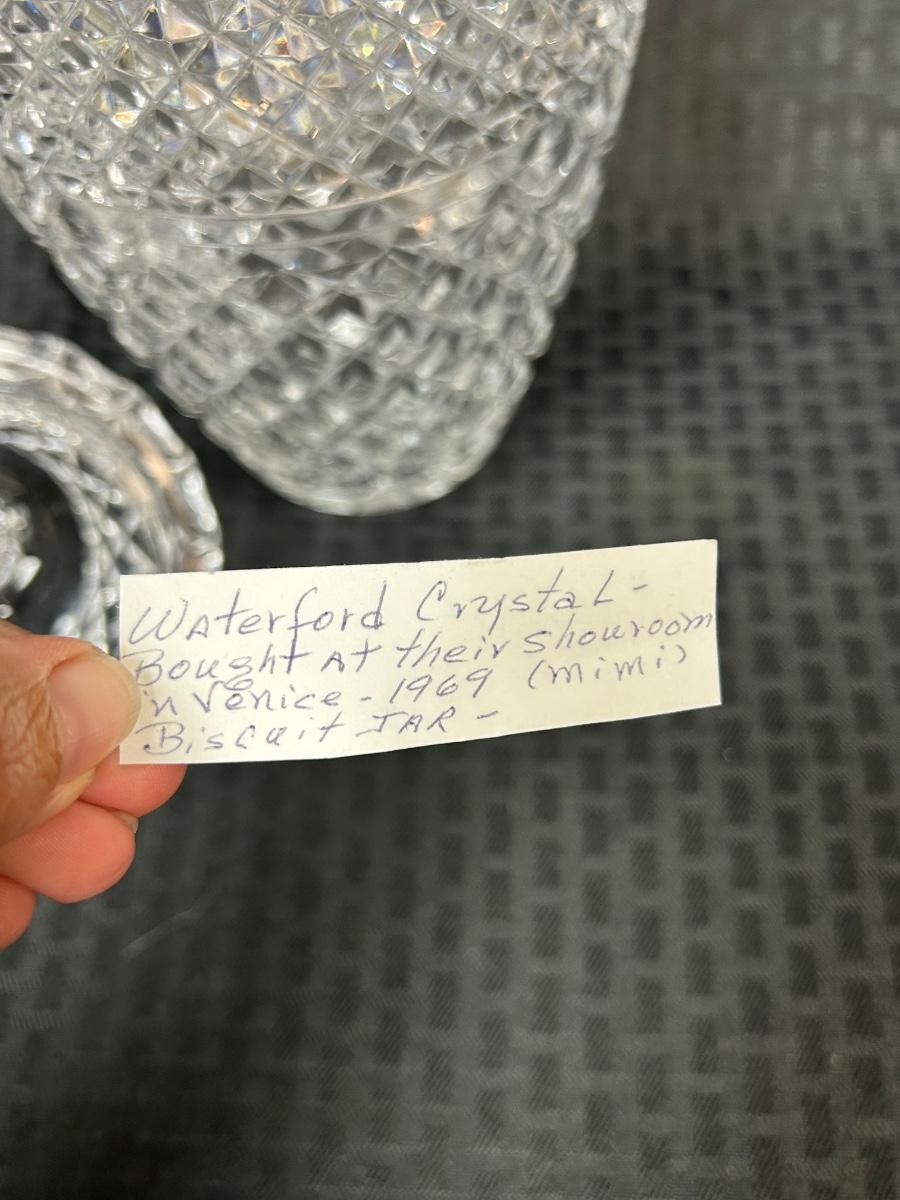 Waterford Crystal -
Bought At their showroom
in Venice - 1969 (mimi)
Biscuit JAR -